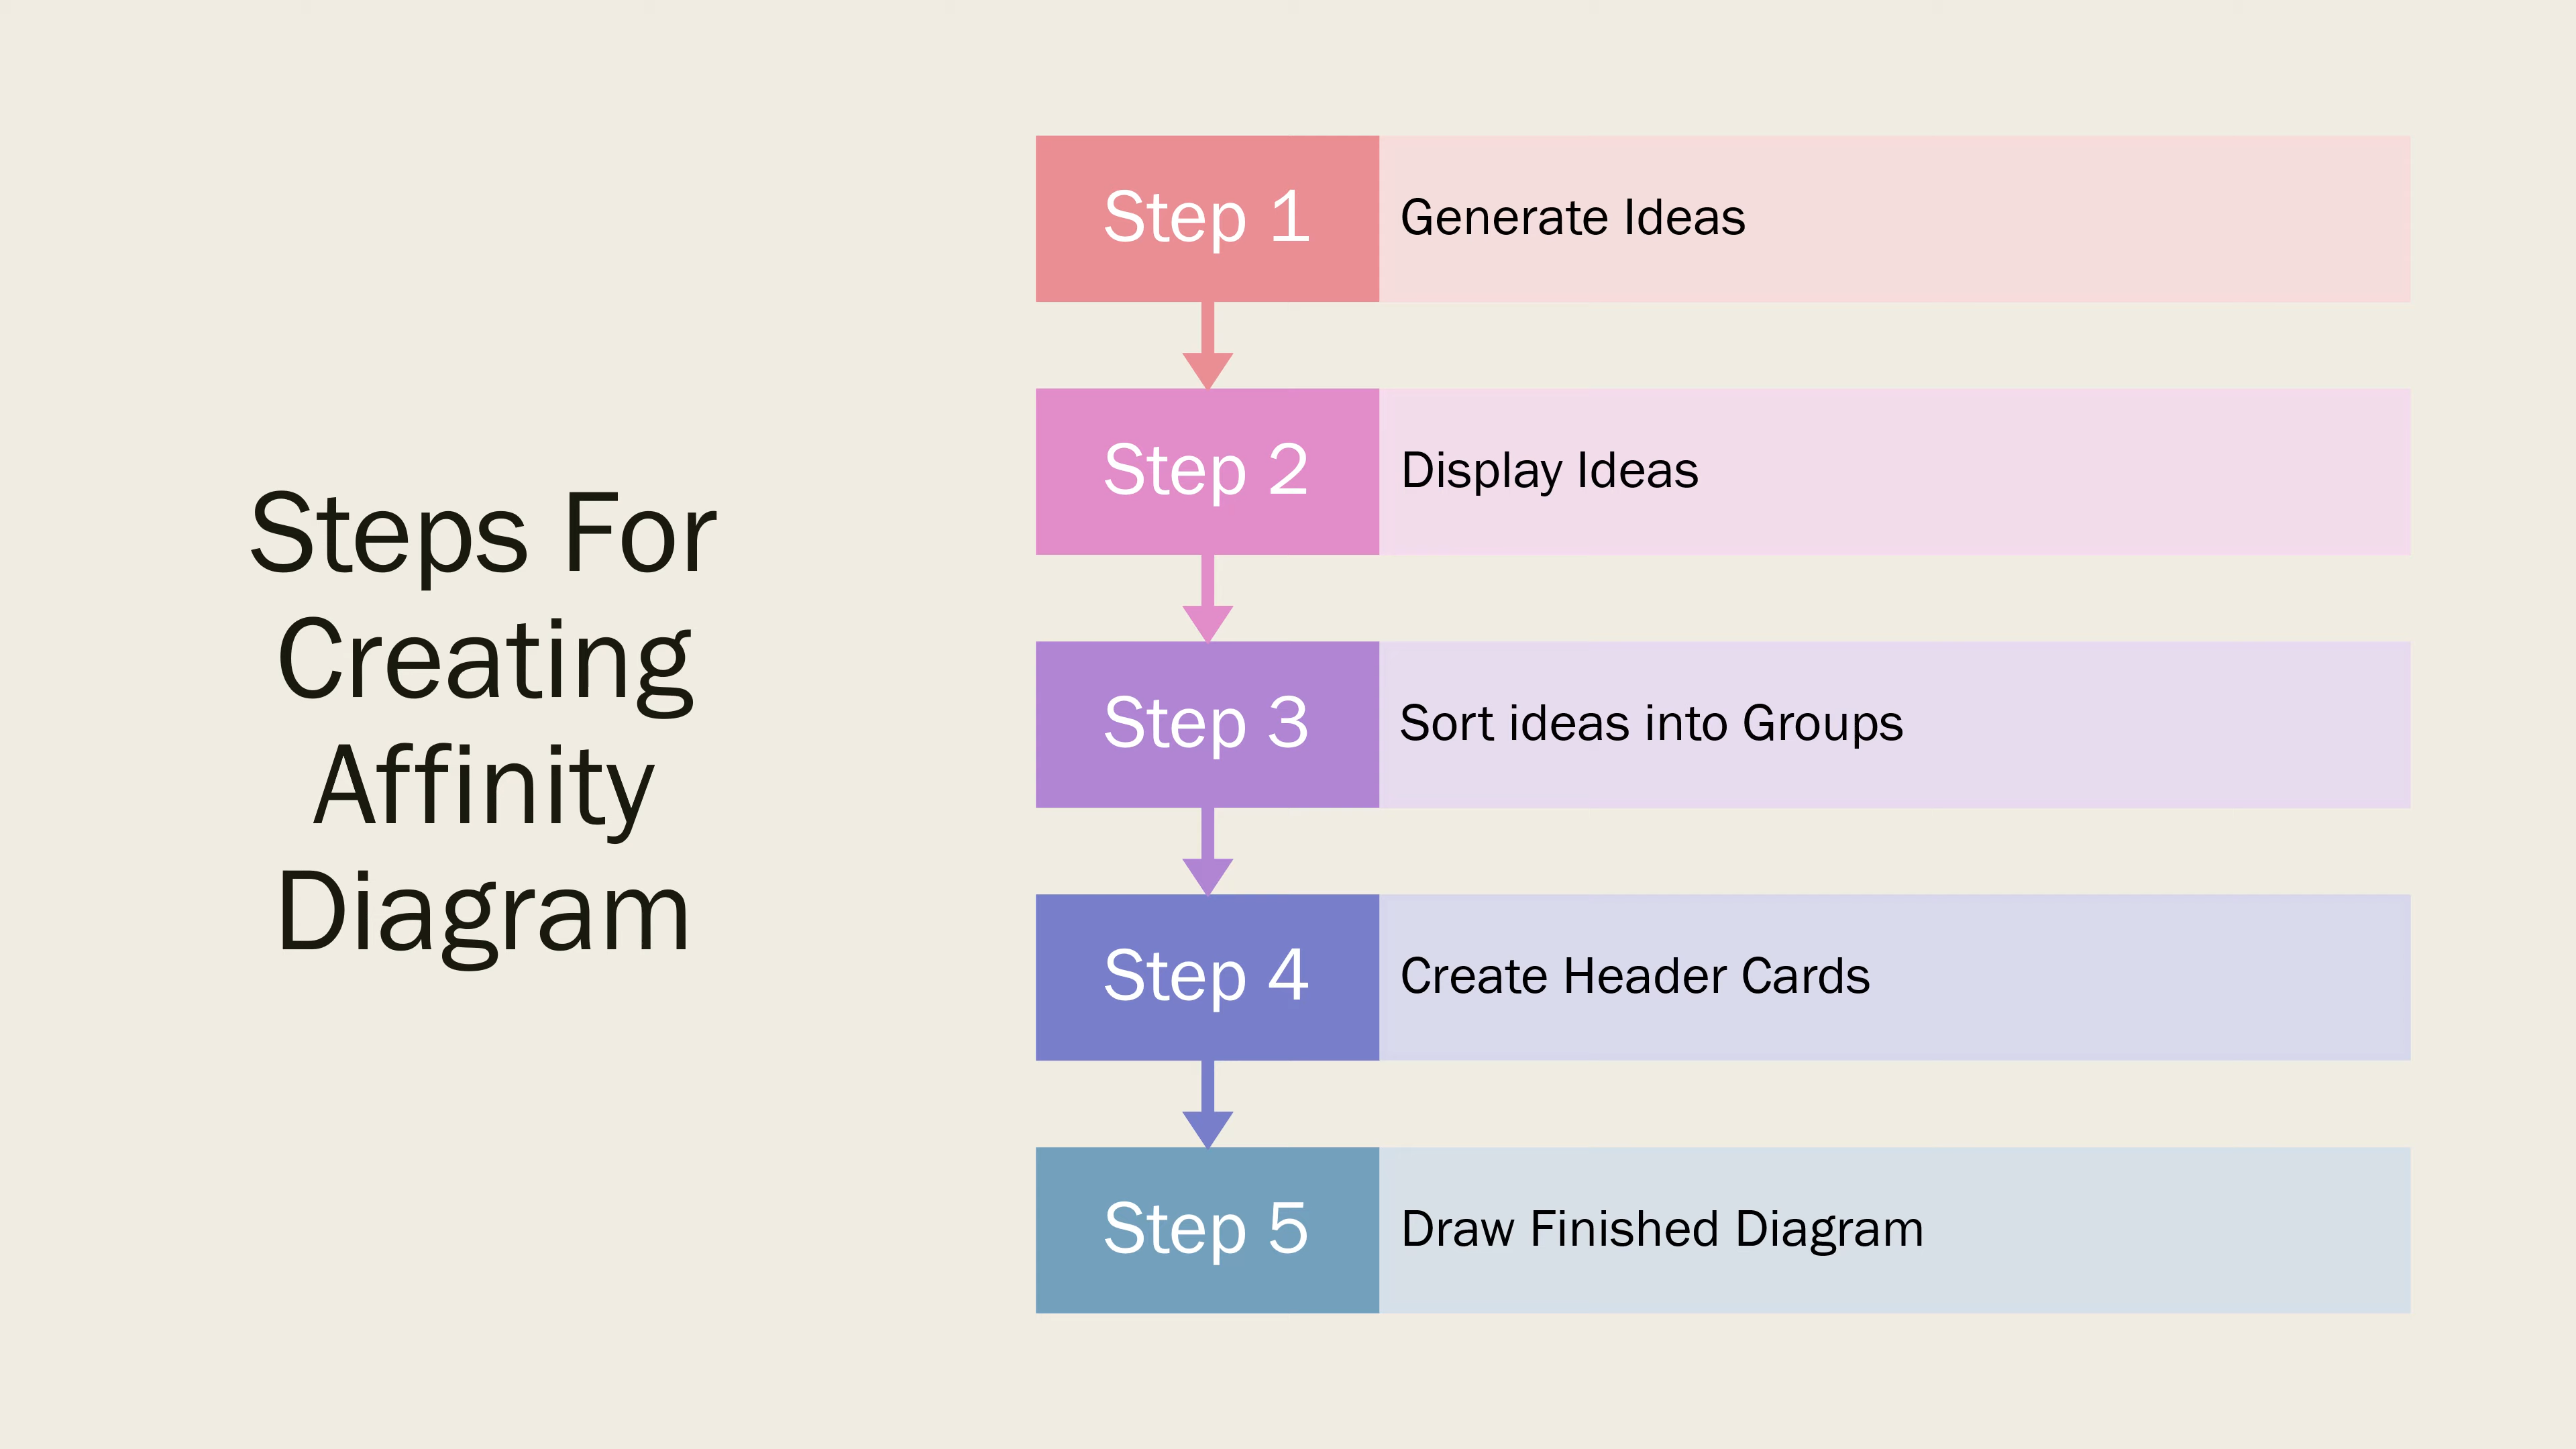 Steps For
Creating
Affinity
Diagram
Step 1
Generate Ideas
Step 2
Display Ideas
Step 3
Sort ideas into Groups
Step 4
Create Header Cards
Step 5
Draw Finished Diagram